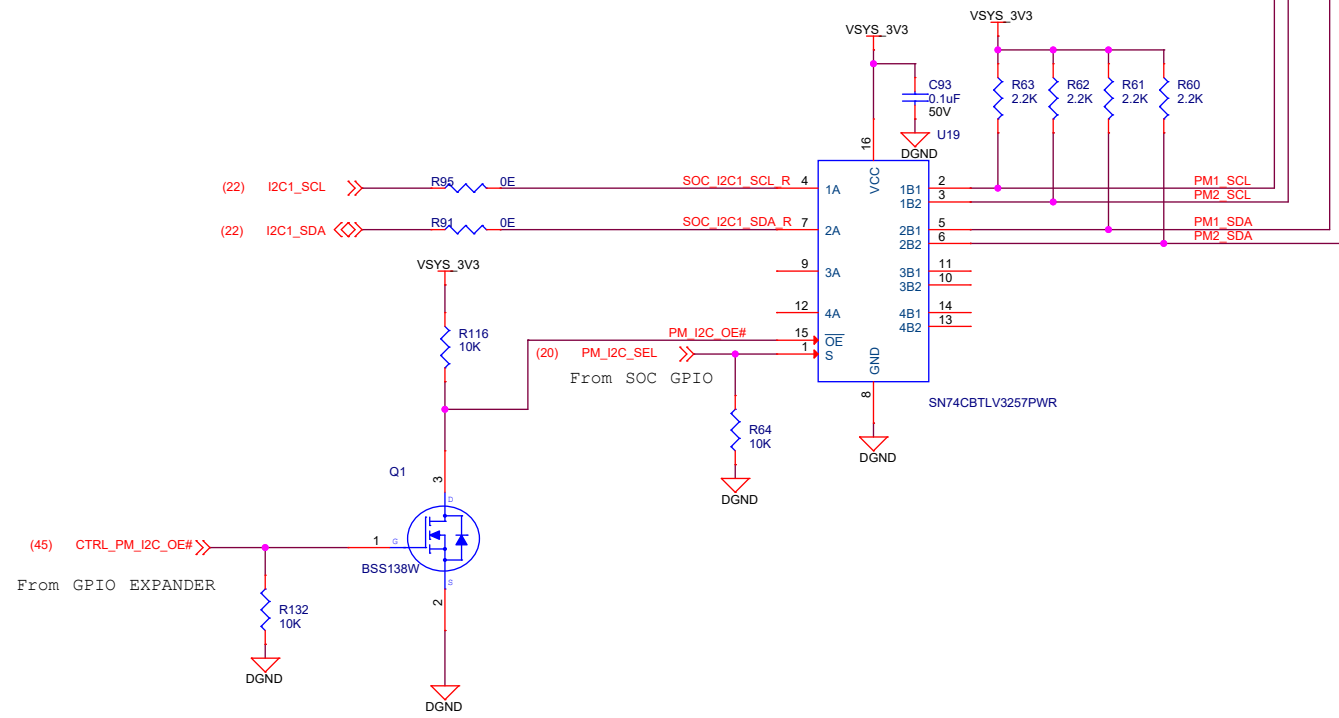 VSYS_3V3
VSYS_3V3
C93
0.1uF
50V
DGND
U19
R63
2.2K
R62
2.2K
R61
2.2K
R60
2.2K
16
VCC
(22) I2C1_SCL R95 0E SOC_I2C1_SCL_R 4 1A
1B1 2 PM1_SCL
1B2 3 PM2_SCL
(22) I2C1_SDA R91 0E SOC_I2C1_SDA_R 7 2A
2B1 5 PM1_SDA
2B2 6 PM2_SDA
VSYS_3V3
9 3A
3B1 11
3B2 10
12 4A
4B1 14
4B2 13
R116
10K
PM_I2C_OE# 15 OE
(20) PM_I2C_SEL 1 S
From SOC GPIO
GND
8
SN74CBTLV3257PWR
DGND
R64
10K
DGND
Q1
3
D
(45) CTRL_PM_I2C_OE# 1 G
BSS138W
S
2
From GPIO EXPANDER
R132
10K
DGND
DGND